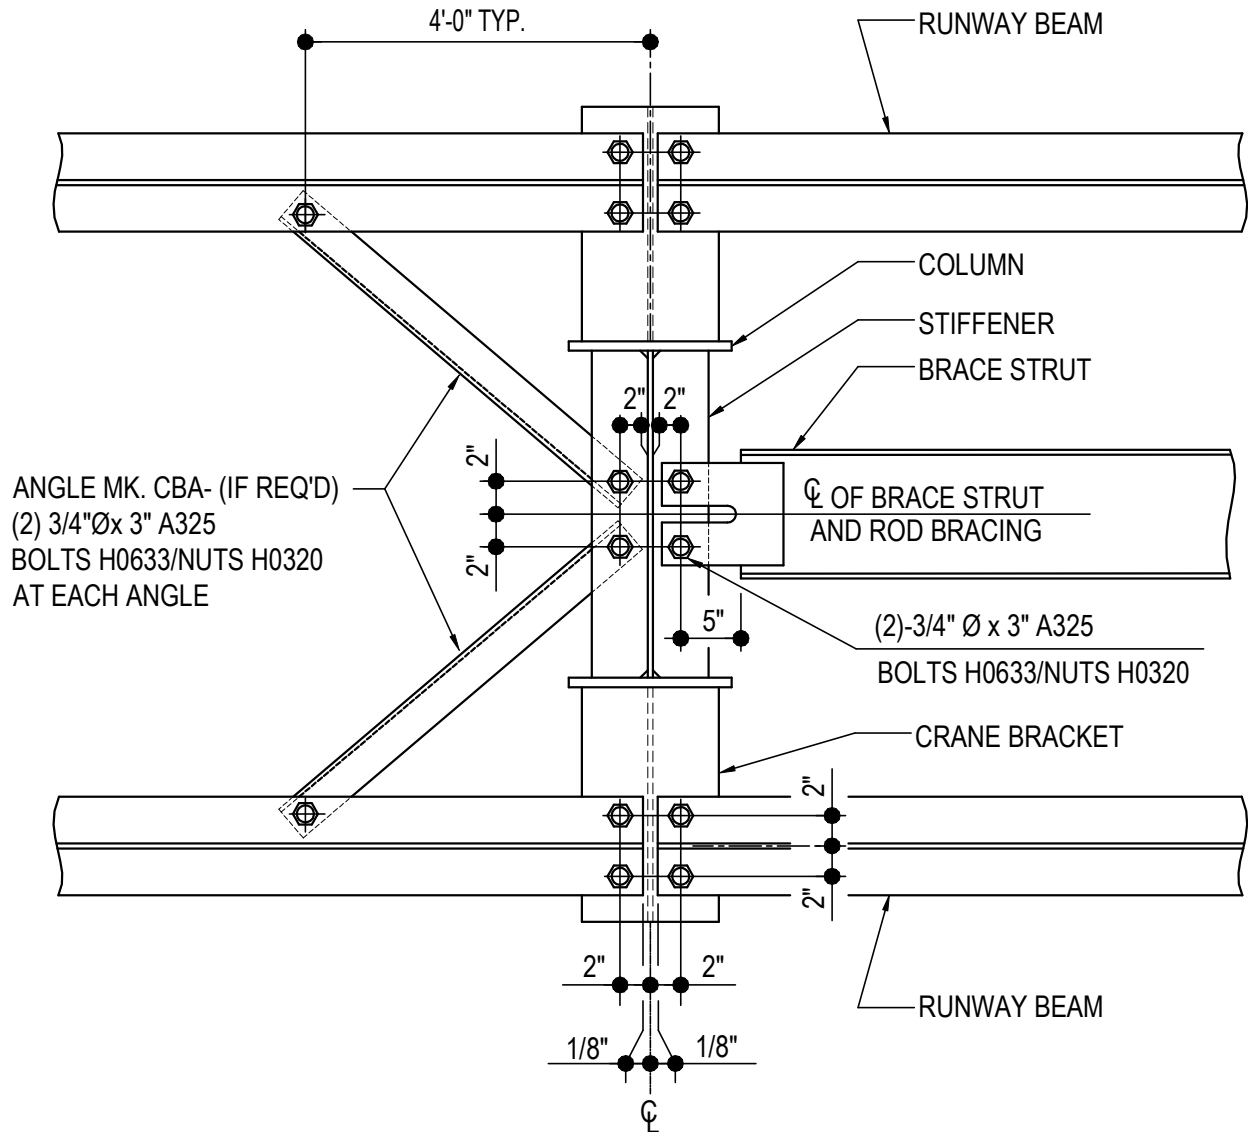 4'-0" TYP.
RUNWAY BEAM
COLUMN
STIFFENER
BRACE STRUT
2" 2"
2"
ANGLE MK. CBA- (IF REQ'D)
(2) 3/4"Øx 3" A325
BOLTS H0633/NUTS H0320
AT EACH ANGLE
℄ OF BRACE STRUT
AND ROD BRACING
2"
5"
(2)-3/4" Ø x 3" A325
BOLTS H0633/NUTS H0320
CRANE BRACKET
2"
2"
2" 2"
RUNWAY BEAM
1/8" 1/8"
℄